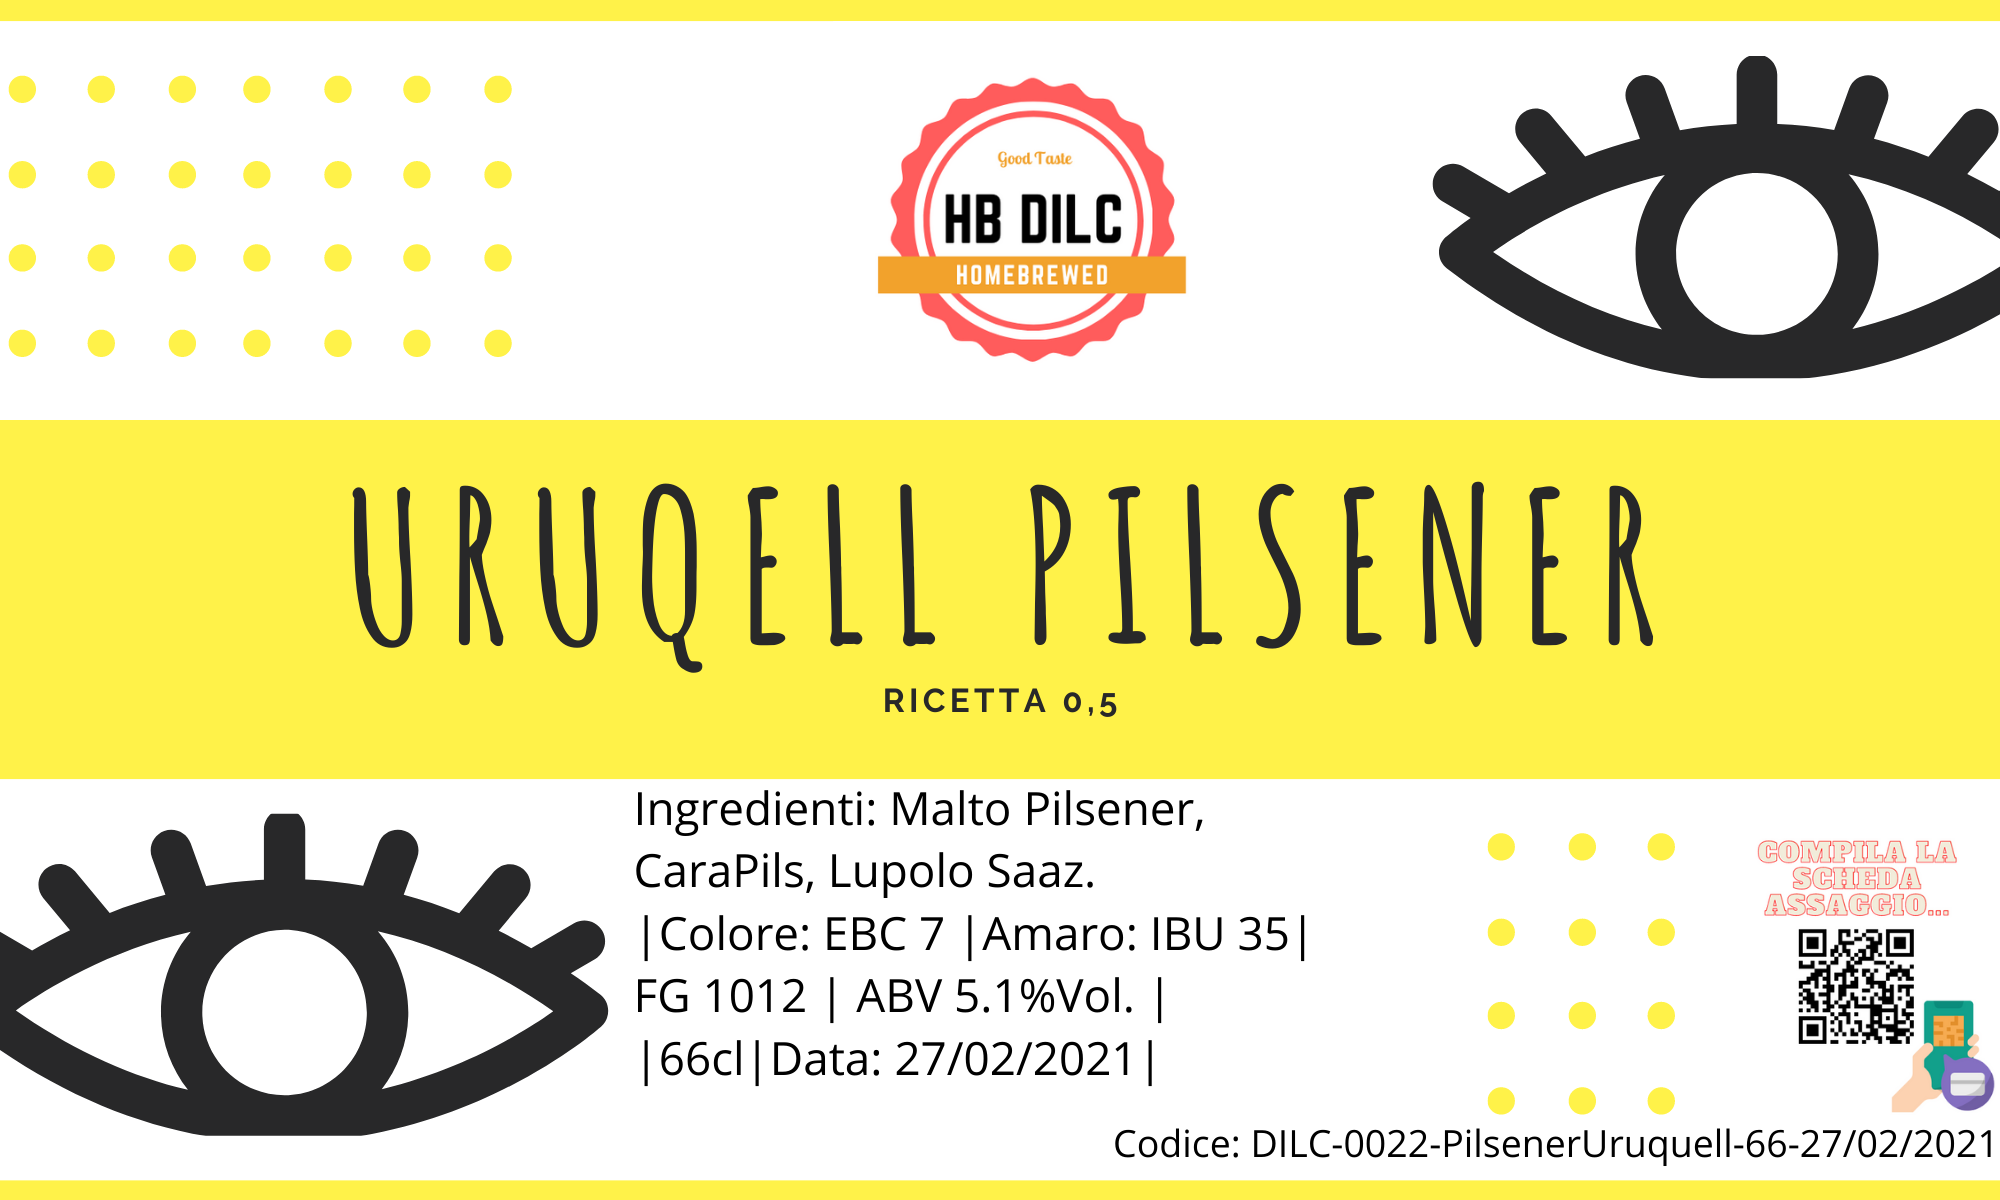 Good Taste
HB DILC
HOMEBREWED
URUQELL PILSENER
RICETTA 0,5
Ingredienti: Malto Pilsener,
CaraPils, Lupolo Saaz.
|Colore: EBC 7 |Amaro: IBU 35|
FG 1012 | ABV 5.1%Vol. |
|66cl|Data: 27/02/2021|
COMPILA LA
SCHEDA
ASSAGGIO...
Codice: DILC-0022-PilsenerUruquell-66-27/02/2021